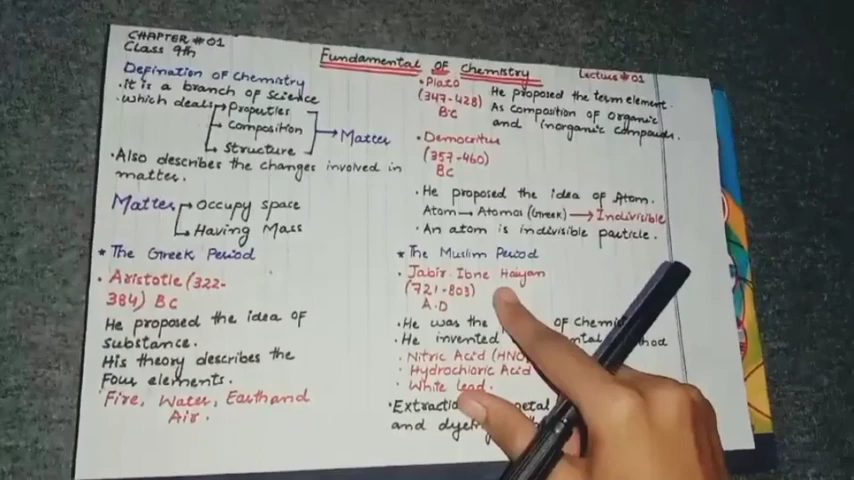 CHAPTER #01
Class 9th
Fundamental OF Chemistry
Lecture #01
Defination of Chemistry
• It is a branch of science
• which deals → Properties
→ Composition
→ Structure
→ Matter
• Also describes the changes involved in
matter.
Matter → Occupy space
→ Having Mass
* The Greek Period
• Aristotle (322-
384) BC
He proposed the idea of
substance.
His theory describes the
Four elements.
Fire, Water, Earth and
Air.
• Plato
(347-428)
BC
He proposed the term element.
As composition of Organic
and inorganic compounds.
• Democritus
(357-460)
BC
• He proposed the idea of Atom.
Atom → Atomos (Greek) → Indivisible
• An atom is indivisible particle.
* The Muslim Period
• Jabir Ibne Haiyan
(721-803)
A.D
• He was the of
• He invented
• Nitric Acid (HNO
• Hydrochloric Acid
• White lead.
• Extraction
and dyeing